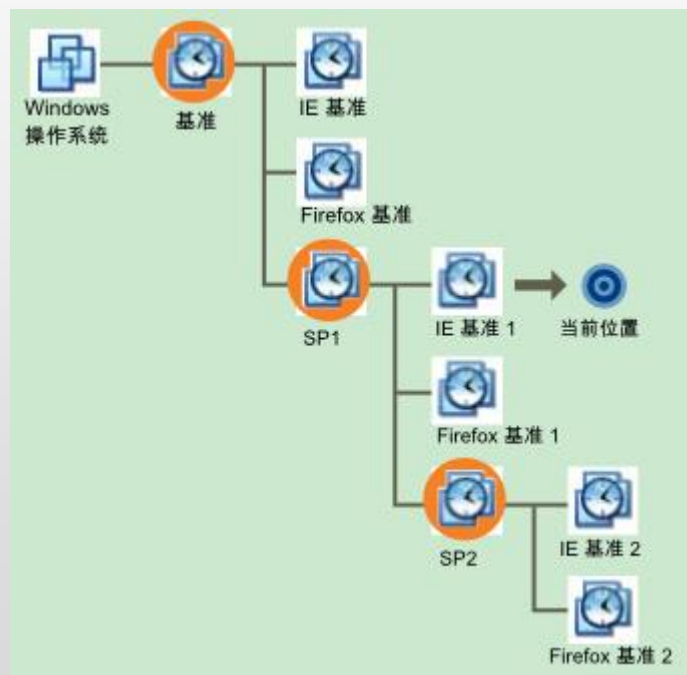 Windows
操作系统
基准
IE 基准
Firefox 基准
SP1
IE 基准 1
当前位置
Firefox 基准 1
SP2
IE 基准 2
Firefox 基准 2